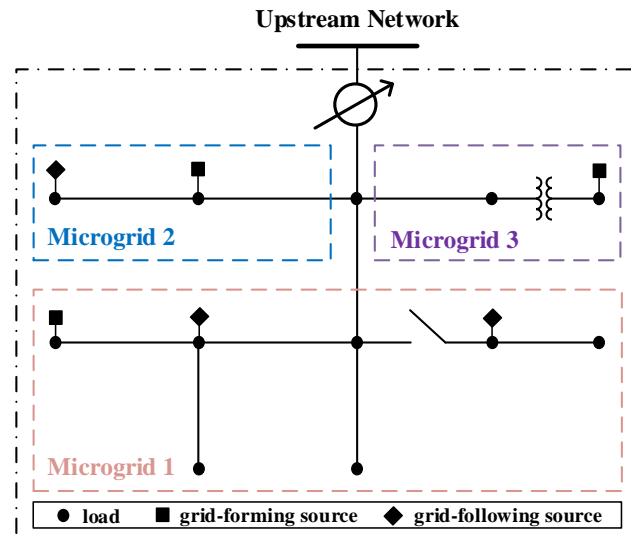 Upstream Network
Microgrid 2
Microgrid 3
Microgrid 1
load grid-forming source grid-following source